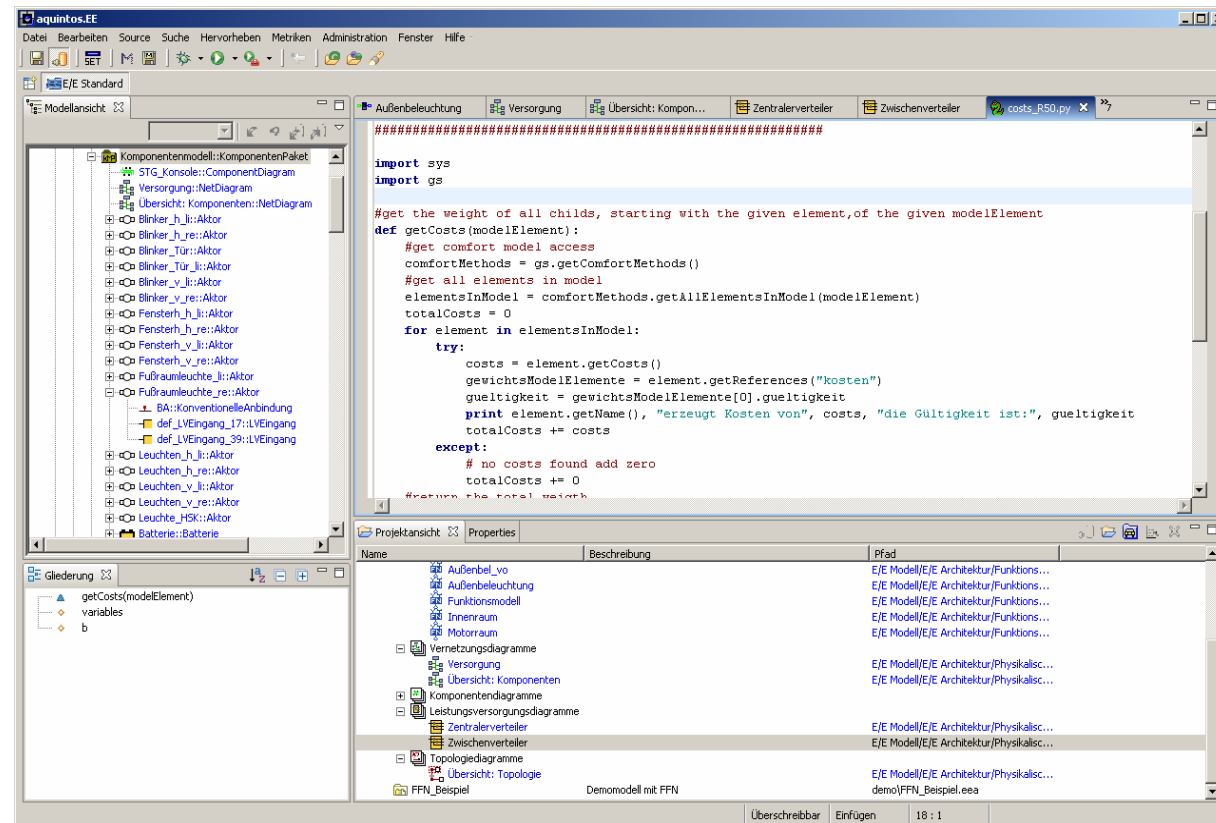 aquintos.EE
Datei Bearbeiten Source Suche Hervorheben Metriken Administration Fenster Hilfe
SET
E/E Standard
Modellansicht
Komponentenmodell::KomponentenPaket
STG_Konsole::ComponentDiagram
Versorgung::NetDiagram
Übersicht: Komponenten::NetDiagram
Blinker_h_li::Aktor
Blinker_h_re::Aktor
Blinker_Tür::Aktor
Blinker_Tür_li::Aktor
Blinker_v_li::Aktor
Blinker_v_re::Aktor
Fensterh_h_li::Aktor
Fensterh_h_re::Aktor
Fensterh_v_li::Aktor
Fensterh_v_re::Aktor
Fußraumleuchte_li::Aktor
Fußraumleuchte_re::Aktor
BA::KonventionelleAnbindung
def_LVEingang_17::LVEingang
def_LVEingang_39::LVEingang
Leuchten_h_li::Aktor
Leuchten_h_re::Aktor
Leuchten_v_li::Aktor
Leuchten_v_re::Aktor
Leuchte_HSK::Aktor
Batterie::Batterie
Gliederung
getCosts(modelElement)
variables
b
Außenbeleuchtung Versorgung Übersicht: Kompon... Zentralerverteiler Zwischenverteiler costs_R50.py »7
###########################################################
import sys
import gs
#get the weight of all childs, starting with the given element,of the given modelElement
def getCosts(modelElement):
#get comfort model access
comfortMethods = gs.getComfortMethods()
#get all elements in model
elementsInModel = comfortMethods.getAllElementsInModel(modelElement)
totalCosts = 0
for element in elementsInModel:
try:
costs = element.getCosts()
gewichtsModelElemente = element.getReferences("kosten")
gueltigkeit = gewichtsModelElemente[0].gueltigkeit
print element.getName(), "erzeugt Kosten von", costs, "die Gültigkeit ist:", gueltigkeit
totalCosts += costs
except:
# no costs found add zero
totalCosts += 0
#return the total weigth
Projektansicht Properties
Name Beschreibung Pfad
Außenbel_vo E/E Modell/E/E Architektur/Funktions...
Außenbeleuchtung E/E Modell/E/E Architektur/Funktions...
Funktionsmodell E/E Modell/E/E Architektur/Funktions...
Innenraum E/E Modell/E/E Architektur/Funktions...
Motorraum E/E Modell/E/E Architektur/Funktions...
Vernetzungsdiagramme
Versorgung E/E Modell/E/E Architektur/Physikalisc...
Übersicht: Komponenten E/E Modell/E/E Architektur/Physikalisc...
Komponentendiagramme
Leistungsversorgungsdiagramme
Zentralerverteiler E/E Modell/E/E Architektur/Physikalisc...
Zwischenverteiler E/E Modell/E/E Architektur/Physikalisc...
Topologiediagramme
Übersicht: Topologie E/E Modell/E/E Architektur/Physikalisc...
FFN_Beispiel Demomodell mit FFN demo\FFN_Beispiel.eea
Überschreibbar Einfügen 18 : 1